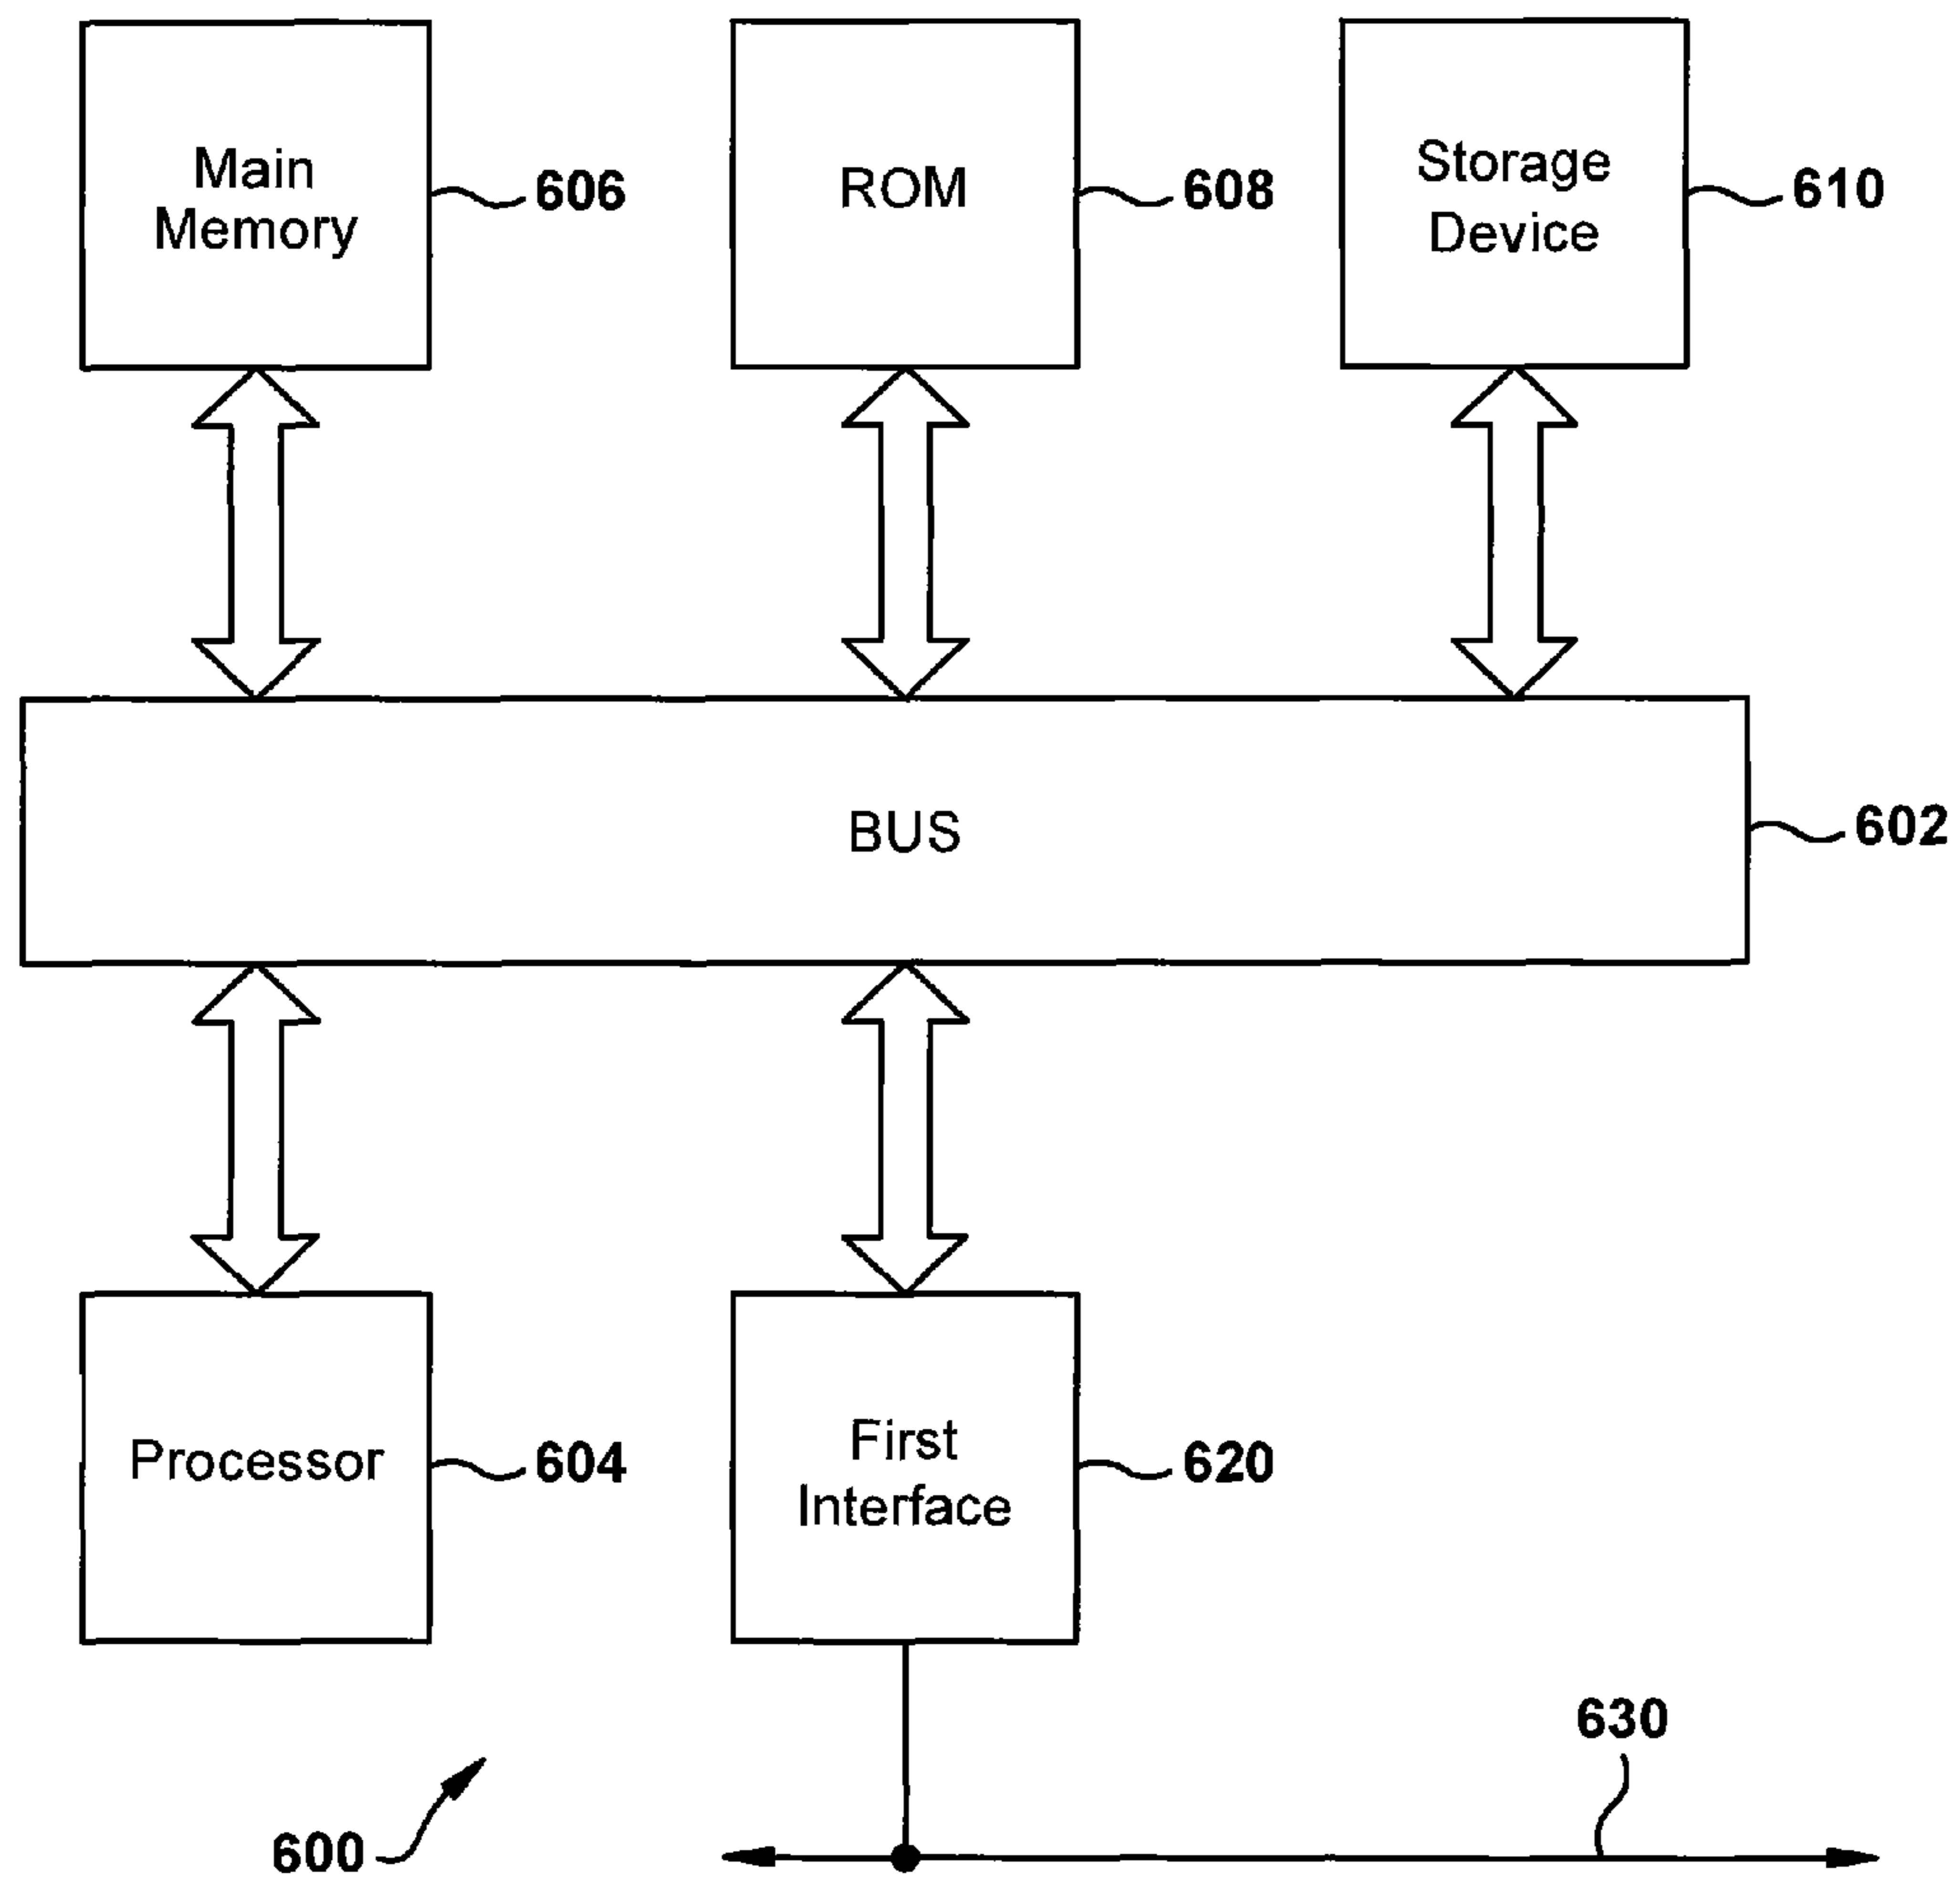 Main
Memory
606
ROM
608
Storage
Device
610
BUS
602
Processor
604
First
Interface
620
630
600